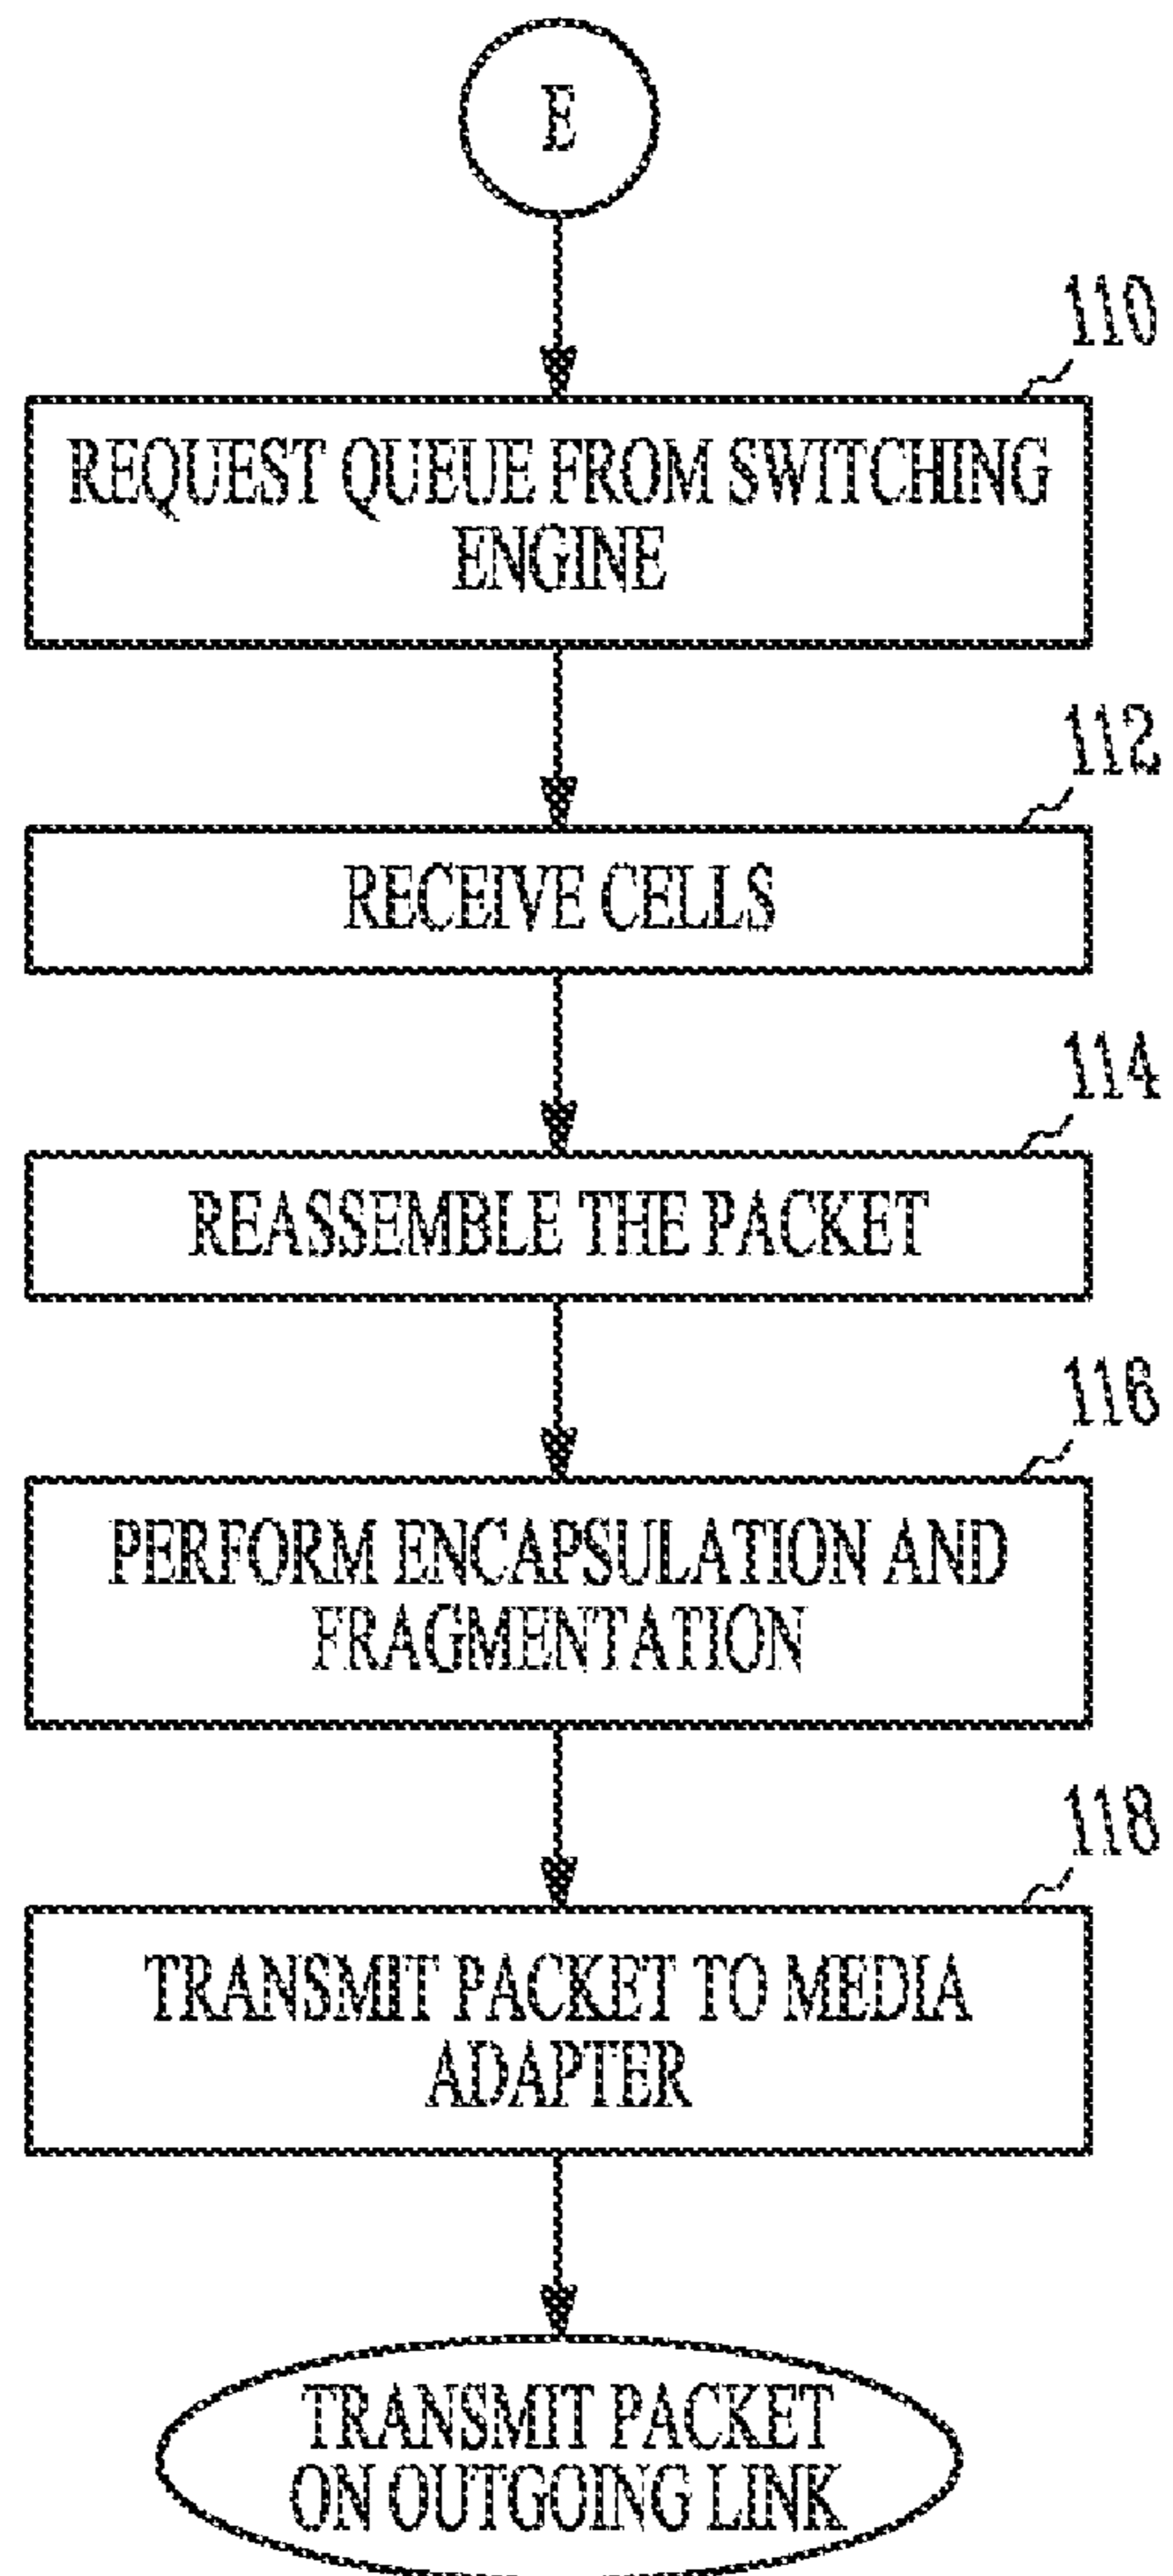 E
110
REQUEST QUEUE FROM SWITCHING
ENGINE
112
RECEIVE CELLS
114
REASSEMBLE THE PACKET
116
PERFORM ENCAPSULATION AND
FRAGMENTATION
118
TRANSMIT PACKET TO MEDIA
ADAPTER
TRANSMIT PACKET
ON OUTGOING LINK